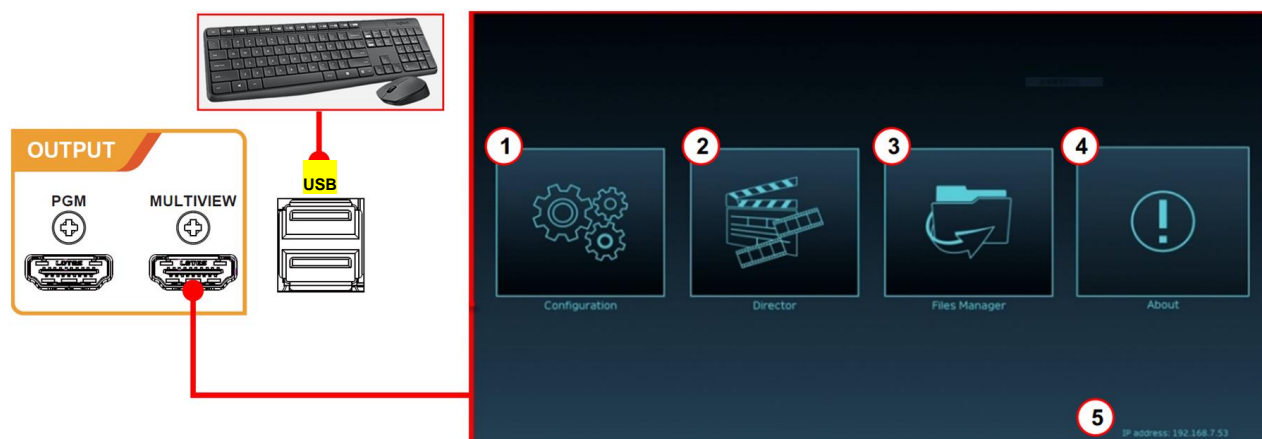 OUTPUT
PGM
MULTIVIEW
USB
1
2
3
4
Configuration
Director
Files Manager
About
5
IP address: 192.168.7.53